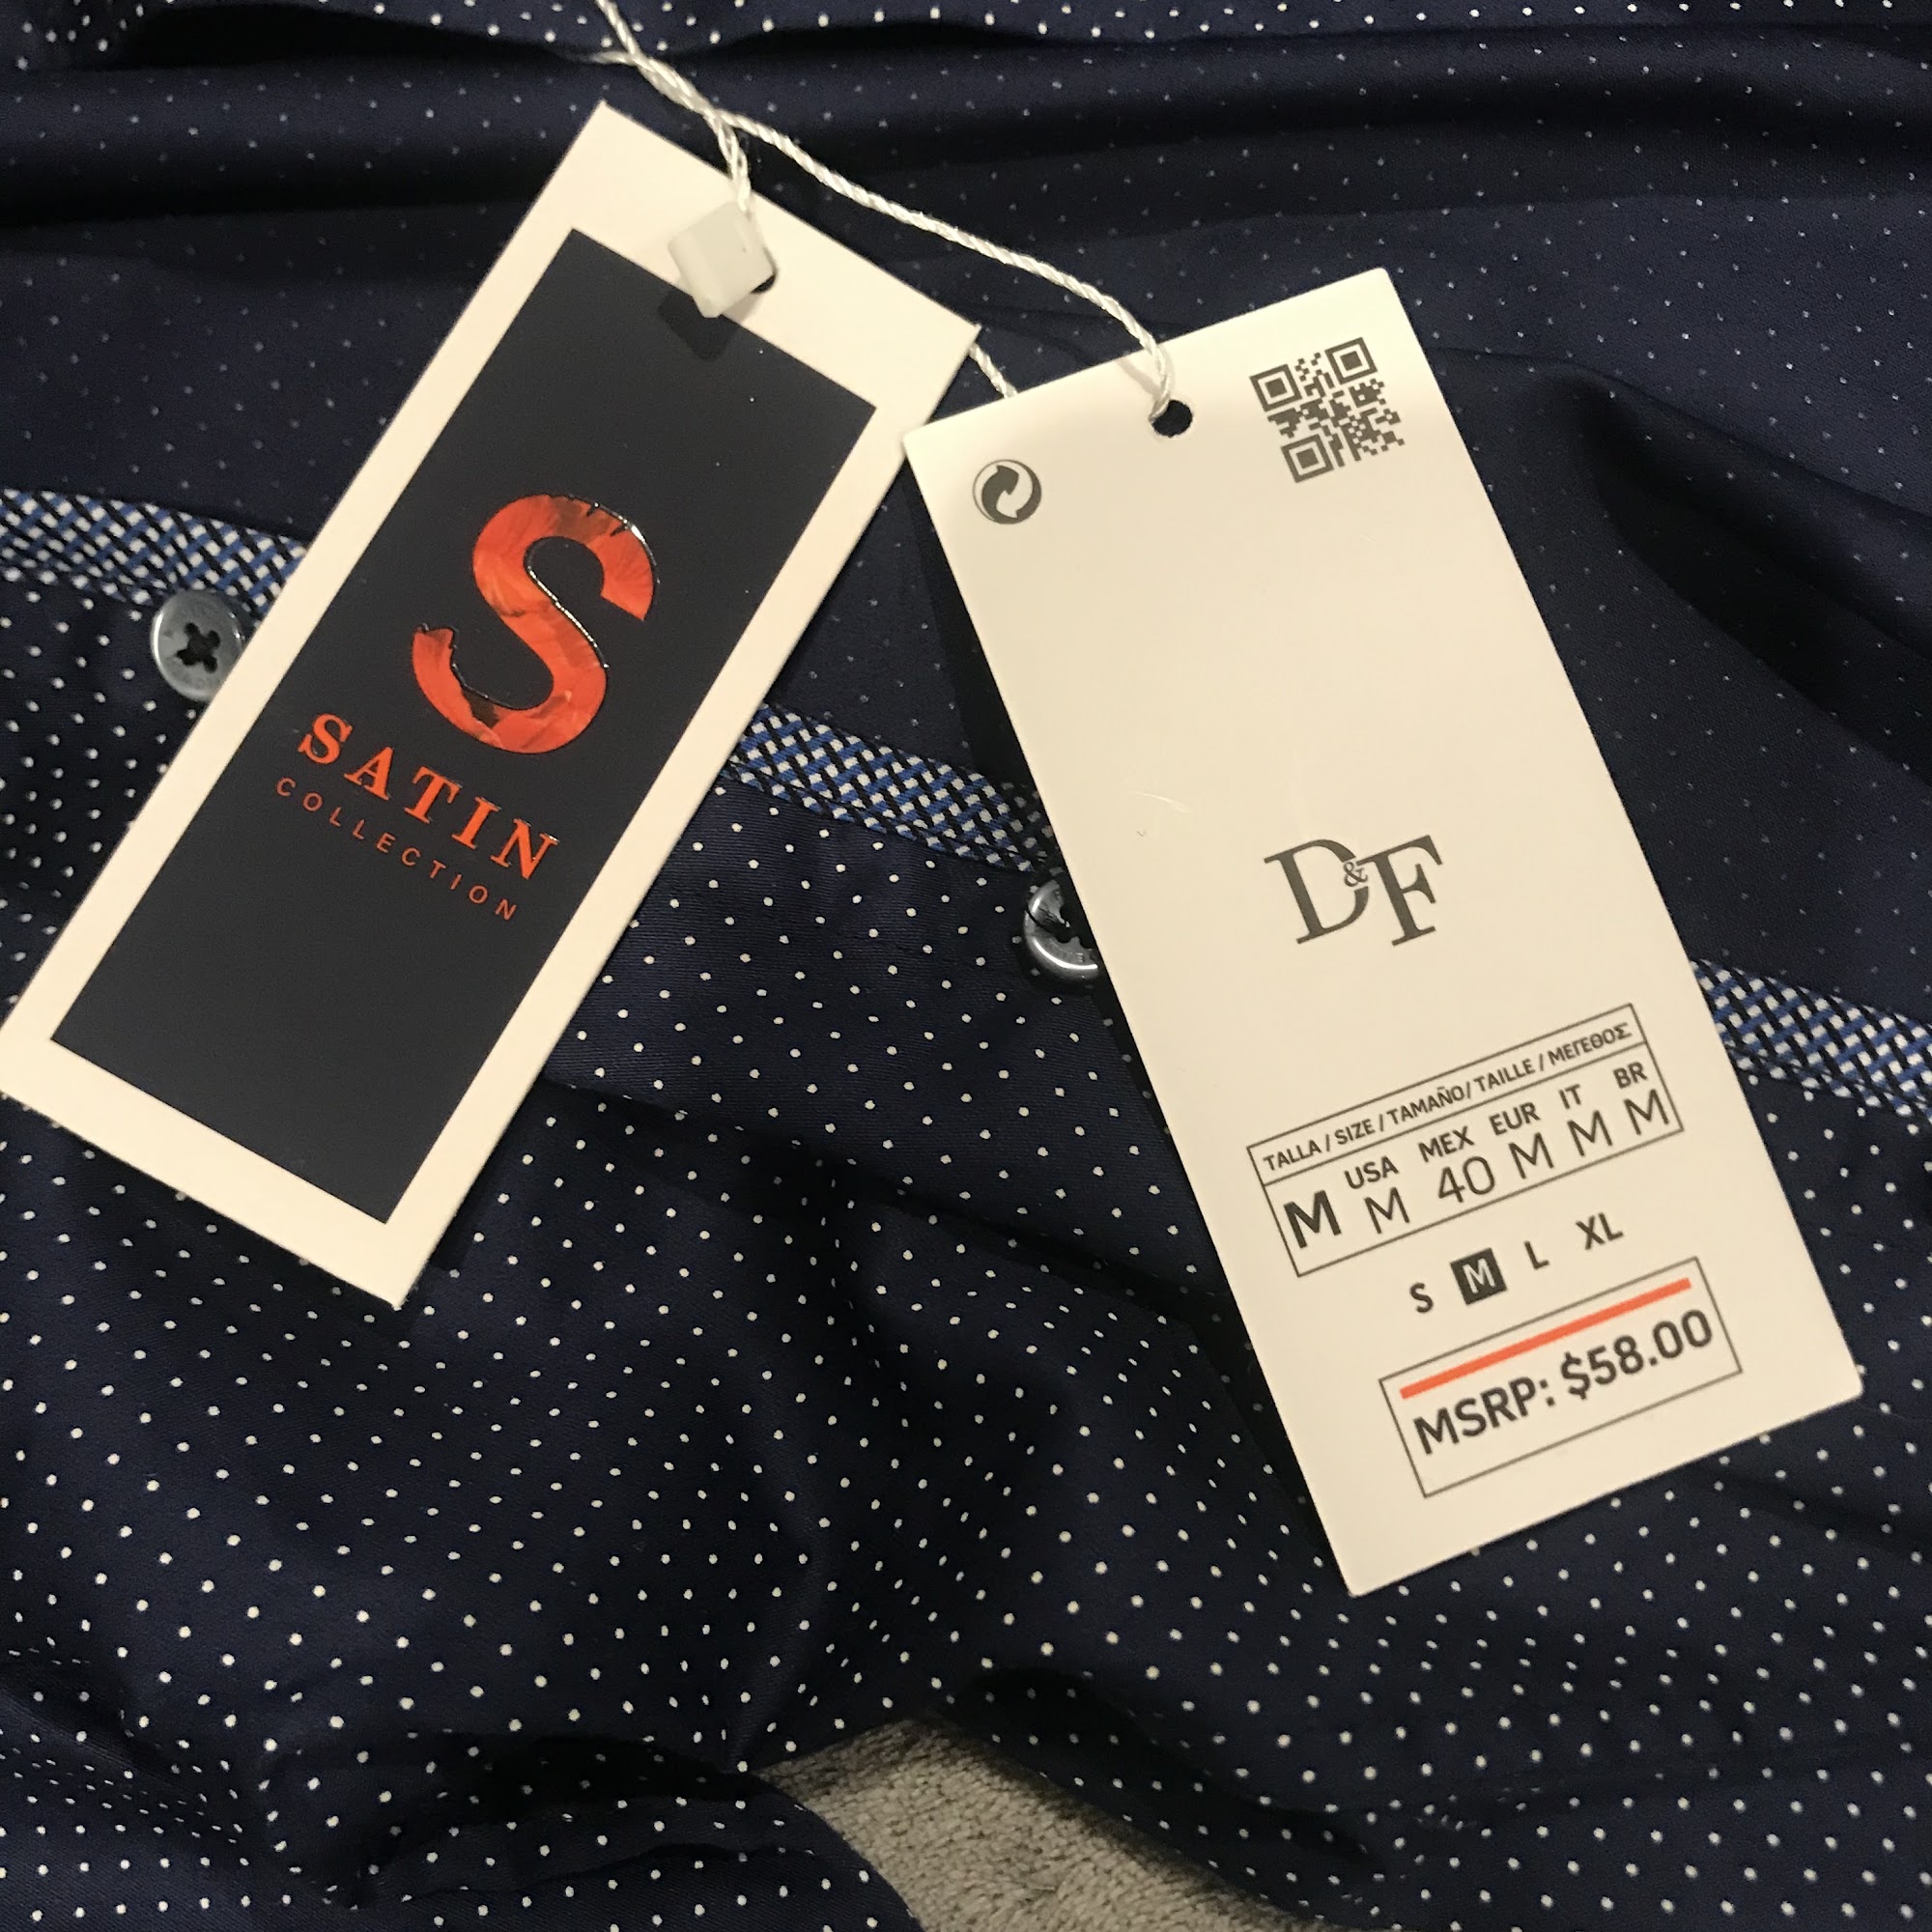 S
SATIN
COLLECTION
D&F
TALLA / SIZE / TAMAÑO / TAILLE / ΜΕΓΕΘΟΣ
USA MEX EUR IT BR
M M 40 M M M
S M L XL
MSRP: $58.00